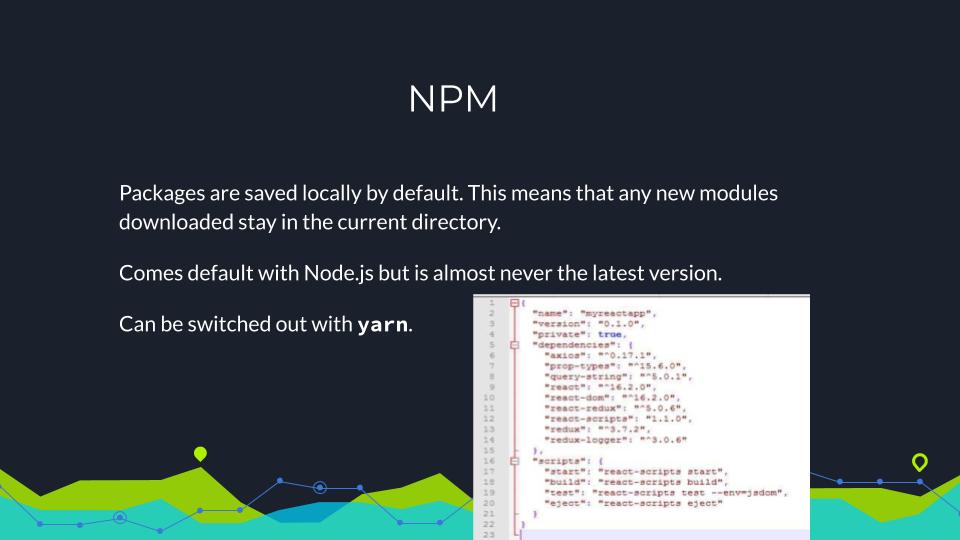 NPM
Packages are saved locally by default. This means that any new modules
downloaded stay in the current directory.
Comes default with Node.js but is almost never the latest version.
Can be switched out with yarn.
1 {
2 "name": "myreactapp",
3 "version": "0.1.0",
4 "private": true,
5 "dependencies": {
6 "axios": "^0.17.1",
7 "prop-types": "^15.6.0",
8 "query-string": "^5.0.1",
9 "react": "^16.2.0",
10 "react-dom": "^16.2.0",
11 "react-redux": "^5.0.6",
12 "react-scripts": "1.1.0",
13 "redux": "^3.7.2",
14 "redux-logger": "^3.0.6"
15 },
16 "scripts": {
17 "start": "react-scripts start",
18 "build": "react-scripts build",
19 "test": "react-scripts test --env=jsdom",
20 "eject": "react-scripts eject"
21 }
22 }
23